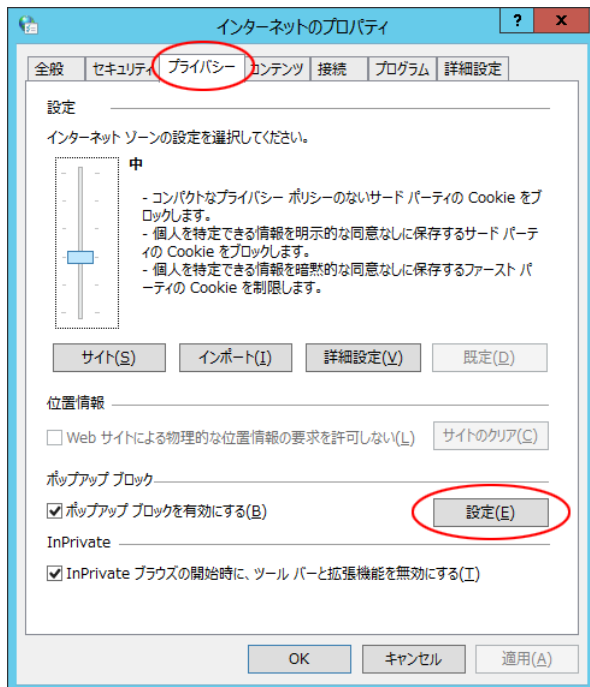 インターネットのプロパティ
? x
全般 セキュリティ プライバシー コンテンツ 接続 プログラム 詳細設定
設定
インターネット ゾーンの設定を選択してください。
中
- コンパクトなプライバシー ポリシーのないサード パーティの Cookie をブ
ロックします。
- 個人を特定できる情報を明示的な同意なしに保存するサード パーテ
ィの Cookie をブロックします。
- 個人を特定できる情報を暗黙的な同意なしに保存するファースト パ
ーティの Cookie を制限します。
サイト(S) インポート(I) 詳細設定(V) 既定(D)
位置情報
Web サイトによる物理的な位置情報の要求を許可しない(L) サイトのクリア(C)
ポップアップ ブロック
ポップアップ ブロックを有効にする(B) 設定(E)
InPrivate
InPrivate ブラウズの開始時に、ツール バーと拡張機能を無効にする(T)
OK キャンセル 適用(A)